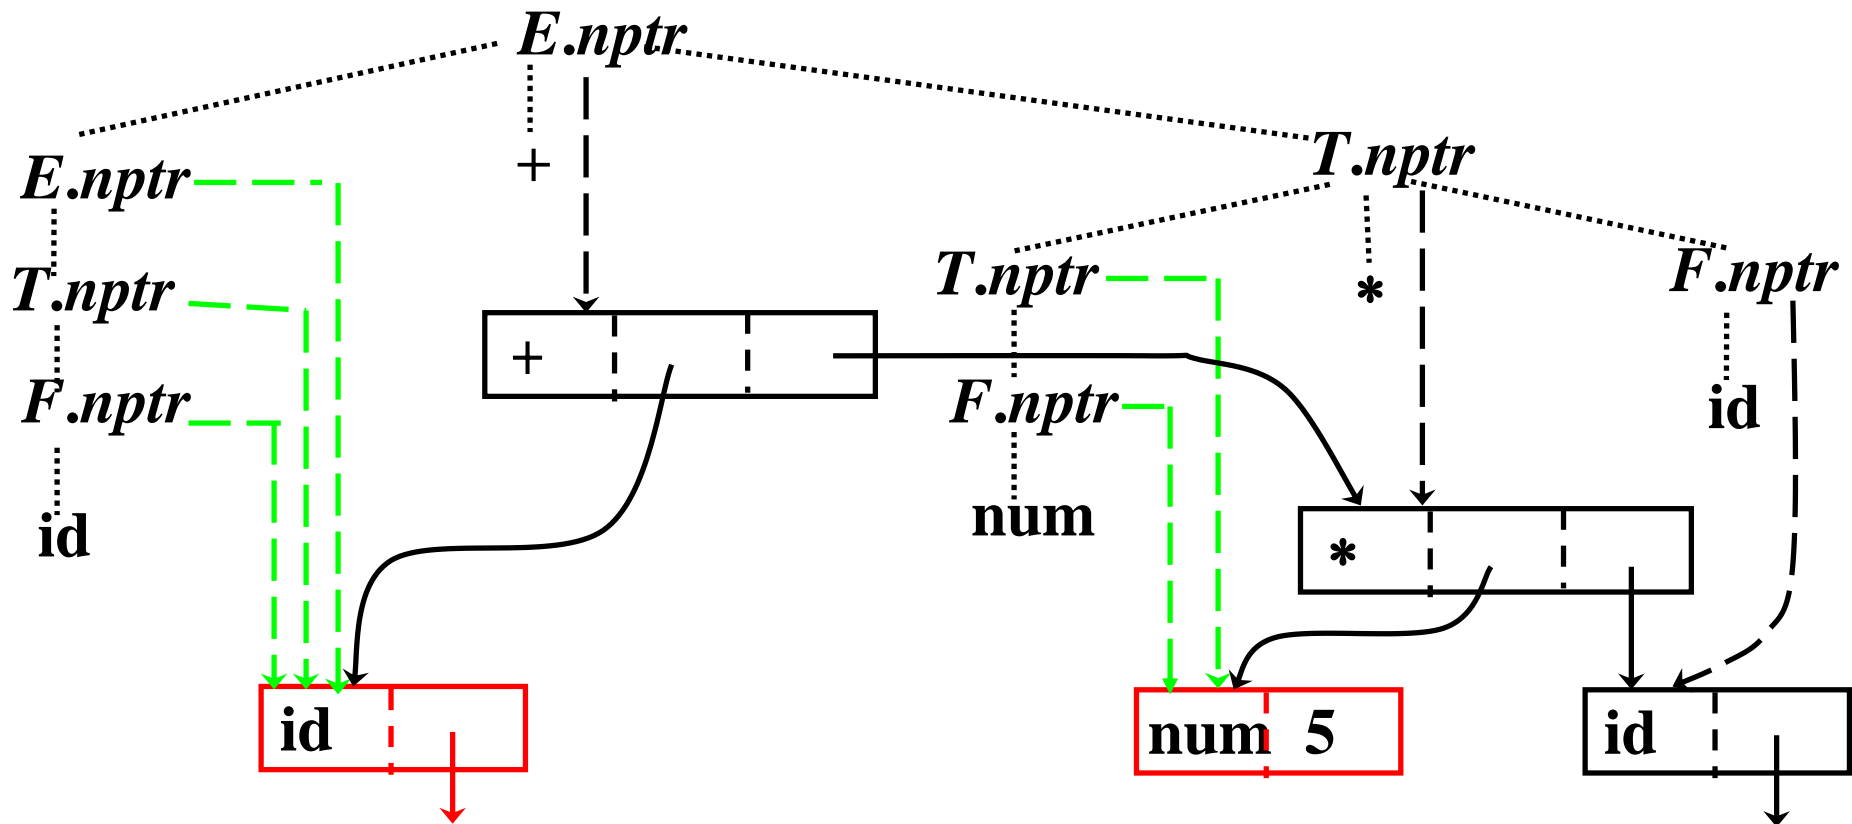 E.nptr
+
T.nptr
E.nptr
T.nptr
*
F.nptr
T.nptr
+
F.nptr
F.nptr
id
id
num
*
id
num 5
id